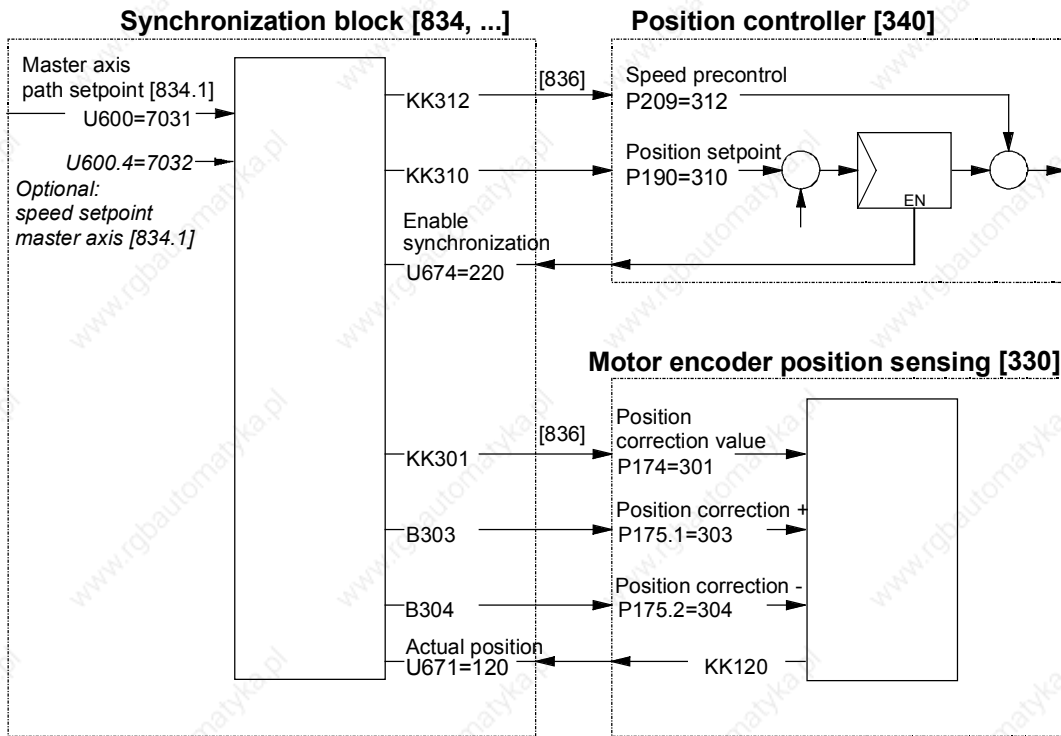 Synchronization block [834, ...]
Master axis
path setpoint [834.1]
U600=7031
U600.4=7032
Optional:
speed setpoint
master axis [834.1]
KK312
KK310
Enable
synchronization
U674=220
KK301
B303
B304
Actual position
U671=120
[836]
[836]
Position controller [340]
Speed precontrol
P209=312
Position setpoint
P190=310
EN
Motor encoder position sensing [330]
Position
correction value
P174=301
Position correction +
P175.1=303
Position correction -
P175.2=304
KK120
www.rgbautomatyka.pl